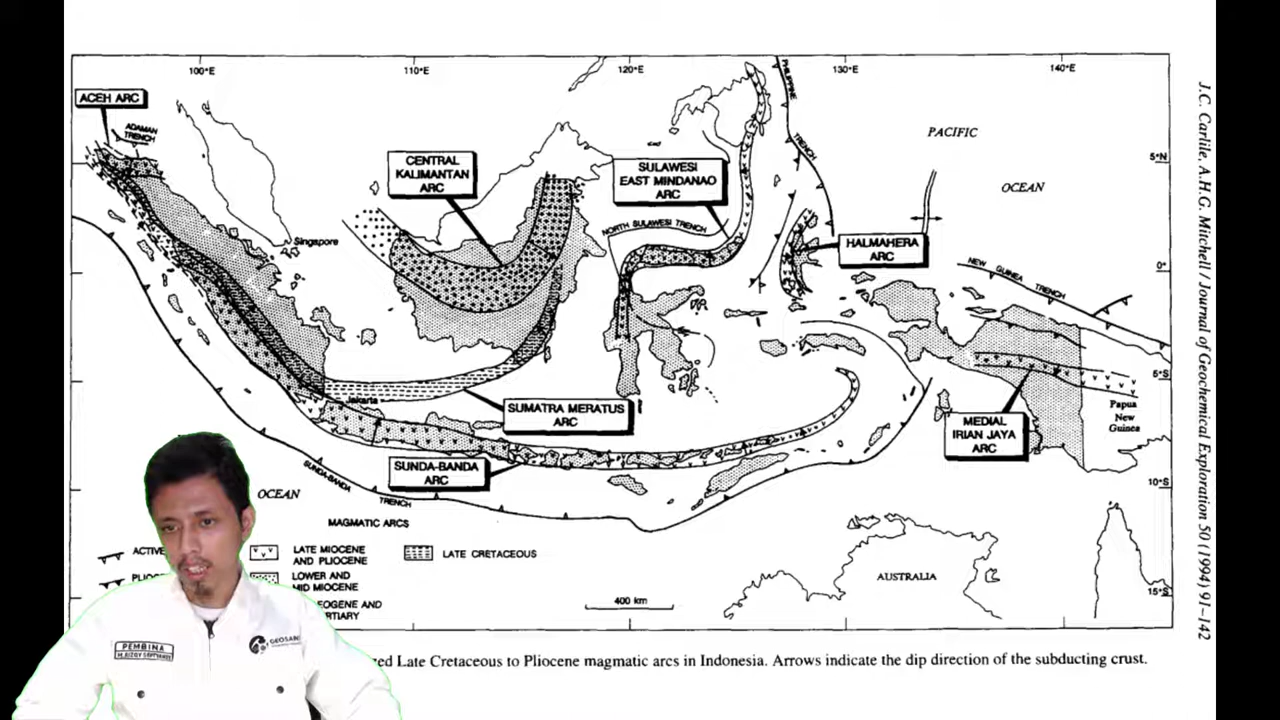 100°E
110°E
120°E
130°E
140°E
ACEH ARC
ADAMAN
TRENCH
PHILIPPINE
TRENCH
PACIFIC
OCEAN
5°N
CENTRAL
KALIMANTAN
ARC
SULAWESI
EAST MINDANAO
ARC
NORTH SULAWESI TRENCH
Singapore
HALMAHERA
ARC
NEW GUINEA
TRENCH
0°
5°S
Jakarta
SUMATRA MERATUS
ARC
MEDIAL
IRIAN JAYA
ARC
Papua
New
Guinea
SUNDA-BANDA
ARC
SUNDA-BANDA
TRENCH
OCEAN
10°S
MAGMATIC ARCS
ACTIVE
LATE MIOCENE
AND PLIOCENE
LATE CRETACEOUS
LOWER AND
MID MIOCENE
EOGENE AND
RTIARY
400 km
AUSTRALIA
15°S
ed Late Cretaceous to Pliocene magmatic arcs in Indonesia. Arrows indicate the dip direction of the subducting crust.
J.C. Carlile, A.H.G. Mitchell / Journal of Geochemical Exploration 50 (1994) 91–142
PEMBINA